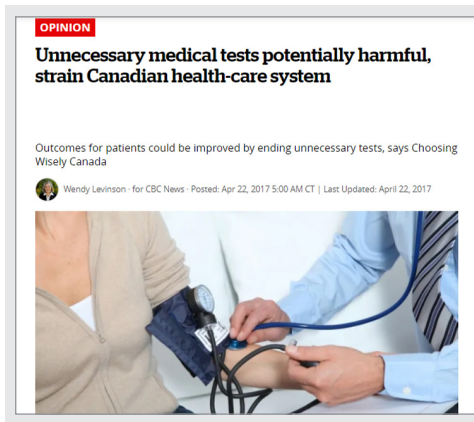 OPINION
Unnecessary medical tests potentially harmful,
strain Canadian health-care system
Outcomes for patients could be improved by ending unnecessary tests, says Choosing
Wisely Canada
Wendy Levinson · for CBC News · Posted: Apr 22, 2017 5:00 AM CT | Last Updated: April 22, 2017